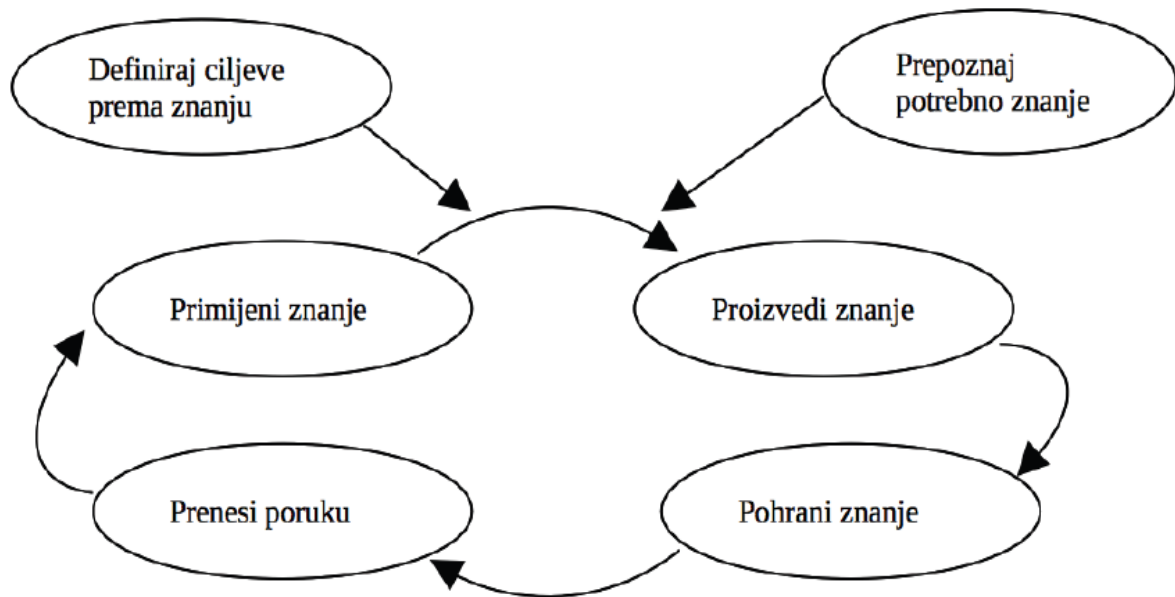 Definiraj ciljeve
prema znanju
Prepoznaj
potrebno znanje
Primijeni znanje
Proizvedi znanje
Prenesi poruku
Pohrani znanje